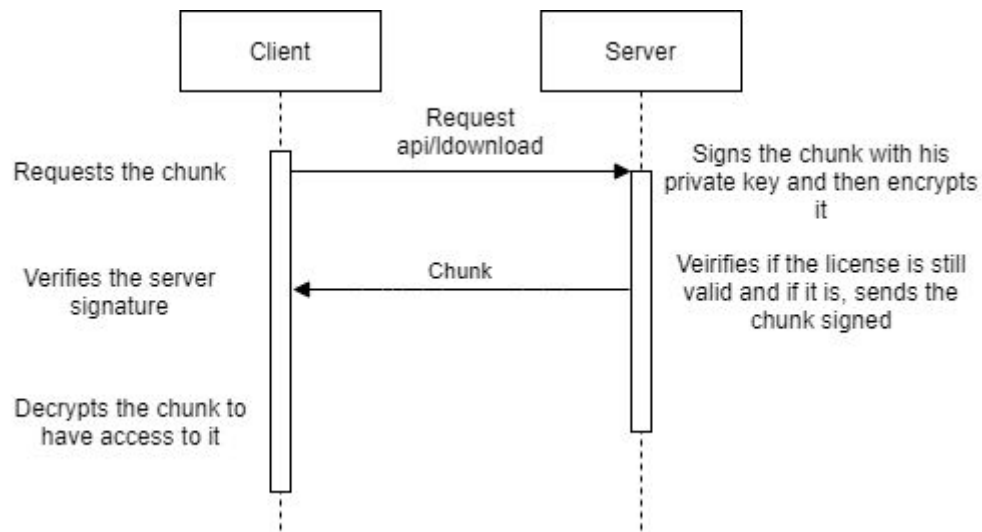 Client
Server
Request
api/ldownload
Requests the chunk
Signs the chunk with his
private key and then encrypts
it
Verifies the server
signature
Chunk
Veirifies if the license is still
valid and if it is, sends the
chunk signed
Decrypts the chunk to
have access to it